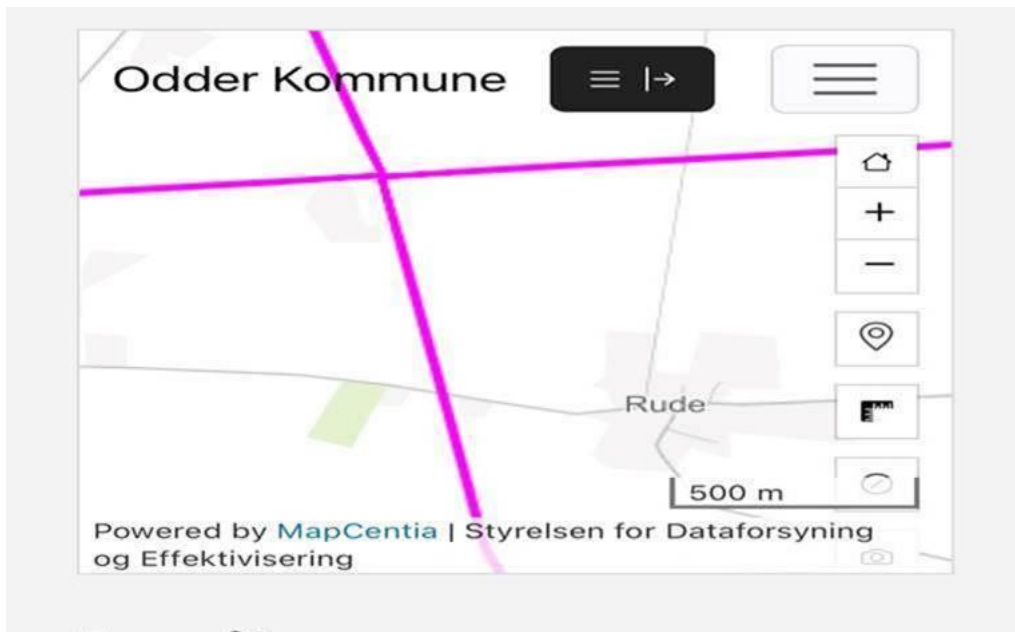 Odder Kommune
Rude
500 m
Powered by MapCentia | Styrelsen for Dataforsyning
og Effektivisering